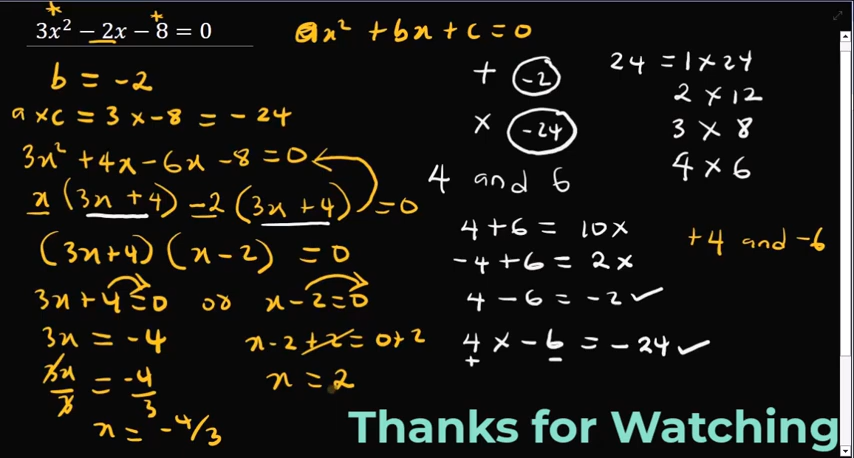 3x² − 2x − 8 = 0
ax² + bx + c = 0
b = -2
a×c = 3 × -8 = -24
3x² + 4x - 6x - 8 = 0
x (3x + 4) - 2 (3x + 4) = 0
(3x+4) (x - 2) = 0
3x + 4 = 0 or x - 2 = 0
3x = -4
x - 2 + 2 = 0 + 2
3x/3 = -4/3
x = 2
x = -4/3
+ -2
× -24
4 and 6
4 + 6 = 10 ×
-4 + 6 = 2 ×
4 - 6 = -2 ✓
4 × -6 = -24 ✓
+
24 = 1 × 24
2 × 12
3 × 8
4 × 6
+4 and -6
Thanks for Watching